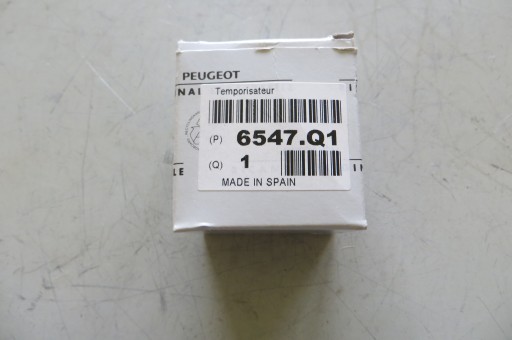 PEUGEOT
Temporisateur
(P) 6547.Q1
(Q) 1
MADE IN SPAIN